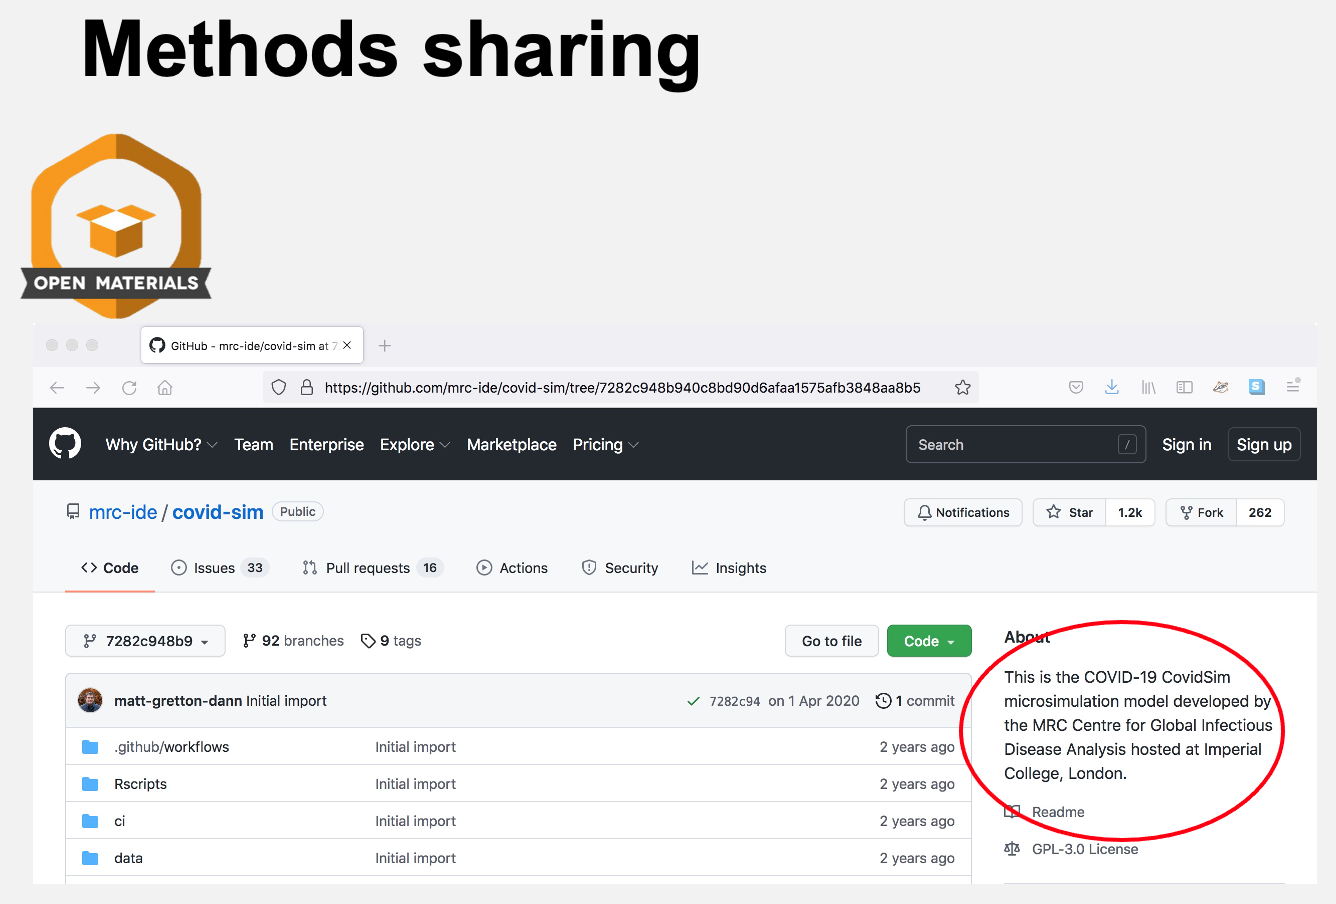 Methods sharing
OPEN MATERIALS
GitHub - mrc-ide/covid-sim at 7
https://github.com/mrc-ide/covid-sim/tree/7282c948b940c8bd90d6afaa1575afb3848aa8b5
S
Why GitHub? Team Enterprise Explore Marketplace Pricing Search / Sign in Sign up
mrc-ide / covid-sim Public Notifications Star 1.2k Fork 262
<> Code Issues 33 Pull requests 16 Actions Security Insights
7282c948b9 92 branches 9 tags Go to file Code
matt-gretton-dann Initial import 7282c94 on 1 Apr 2020 1 commit
.github/workflows Initial import 2 years ago
Rscripts Initial import 2 years ago
ci Initial import 2 years ago
data Initial import 2 years ago
About
This is the COVID-19 CovidSim
microsimulation model developed by
the MRC Centre for Global Infectious
Disease Analysis hosted at Imperial
College, London.
Readme
GPL-3.0 License